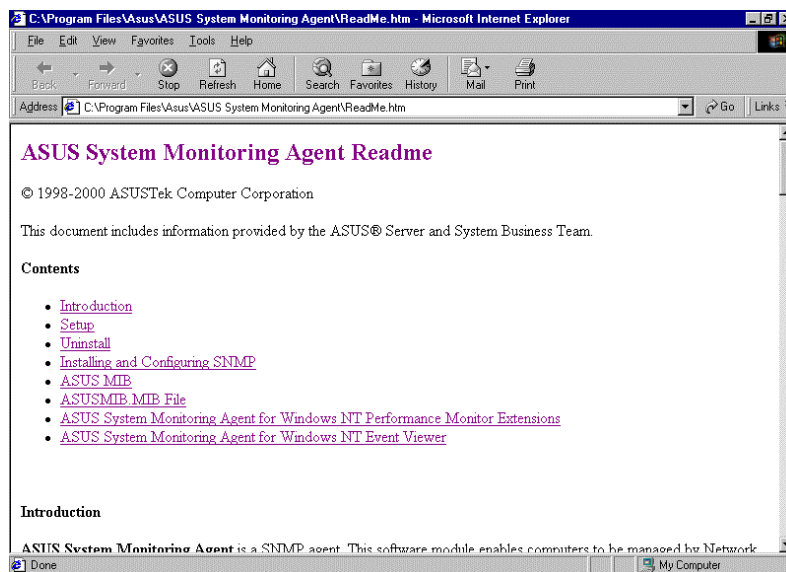 C:\Program Files\Asus\ASUS System Monitoring Agent\ReadMe.htm - Microsoft Internet Explorer
File Edit View Favorites Tools Help
Back Forward Stop Refresh Home Search Favorites History Mail Print
Address C:\Program Files\Asus\ASUS System Monitoring Agent\ReadMe.htm Go Links
ASUS System Monitoring Agent Readme
© 1998-2000 ASUSTek Computer Corporation
This document includes information provided by the ASUS® Server and System Business Team.
Contents
• Introduction
• Setup
• Uninstall
• Installing and Configuring SNMP
• ASUS MIB
• ASUSMIB.MIB File
• ASUS System Monitoring Agent for Windows NT Performance Monitor Extensions
• ASUS System Monitoring Agent for Windows NT Event Viewer
Introduction
ASUS System Monitoring Agent is a SNMP agent. This software module enables computers to be managed by Network
Done My Computer